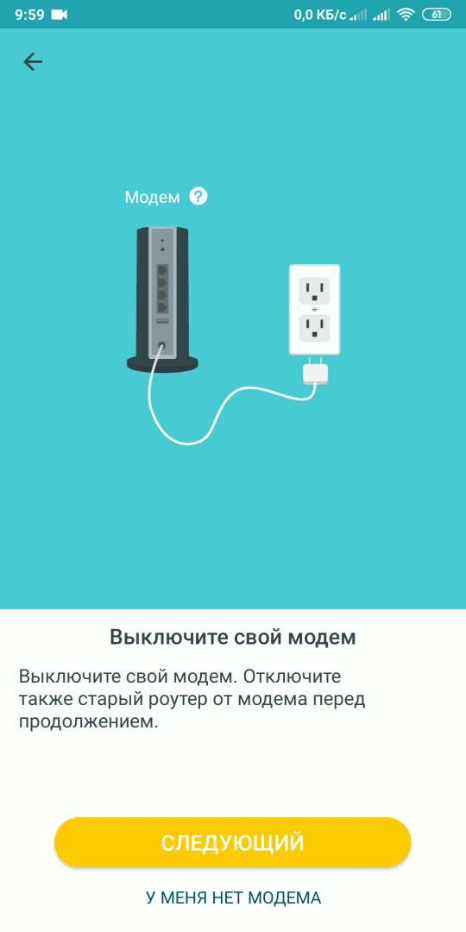 9:59 0,0 КБ/с 61
Модем ?
Выключите свой модем
Выключите свой модем. Отключите
также старый роутер от модема перед
продолжением.
СЛЕДУЮЩИЙ
У МЕНЯ НЕТ МОДЕМА